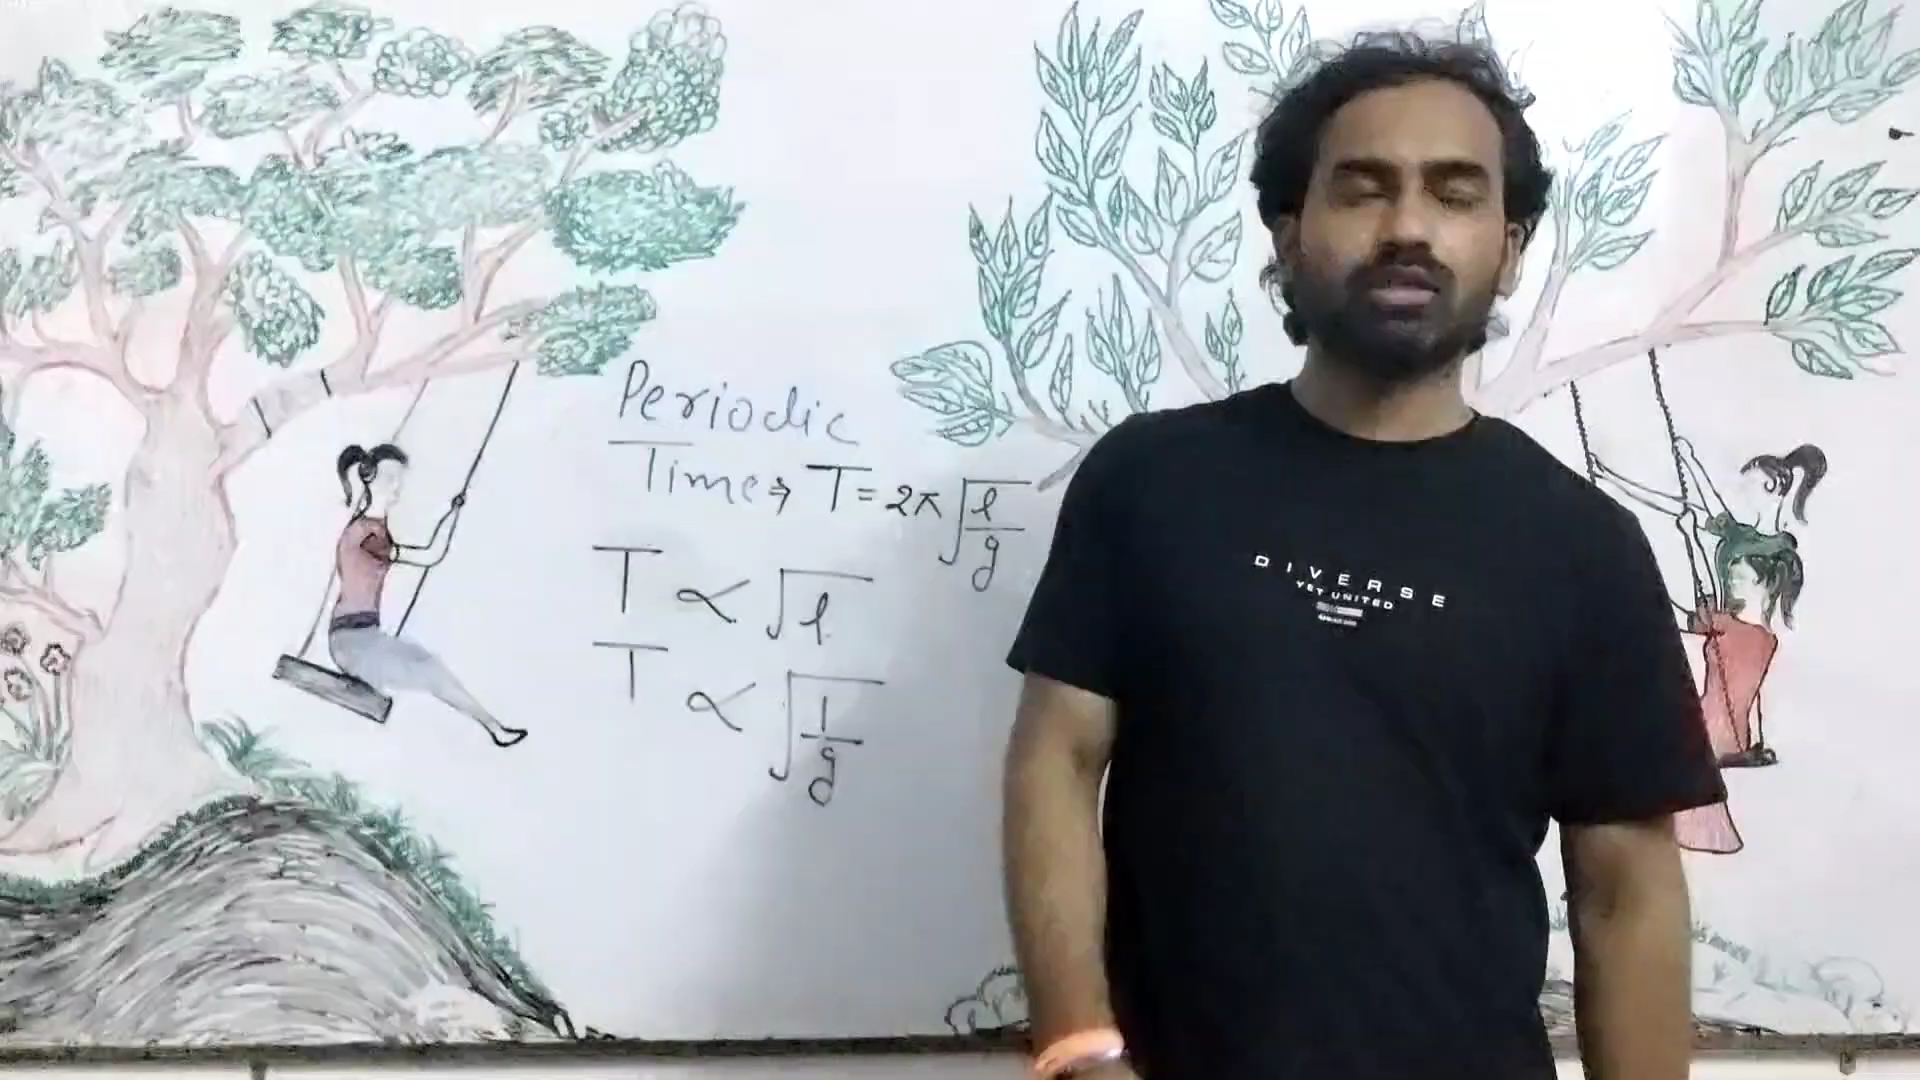 Periodic
Time ⇒ T = 2π √(l/g)
T ∝ √l
T ∝ √(1/g)
DIVERSE
YET UNITED